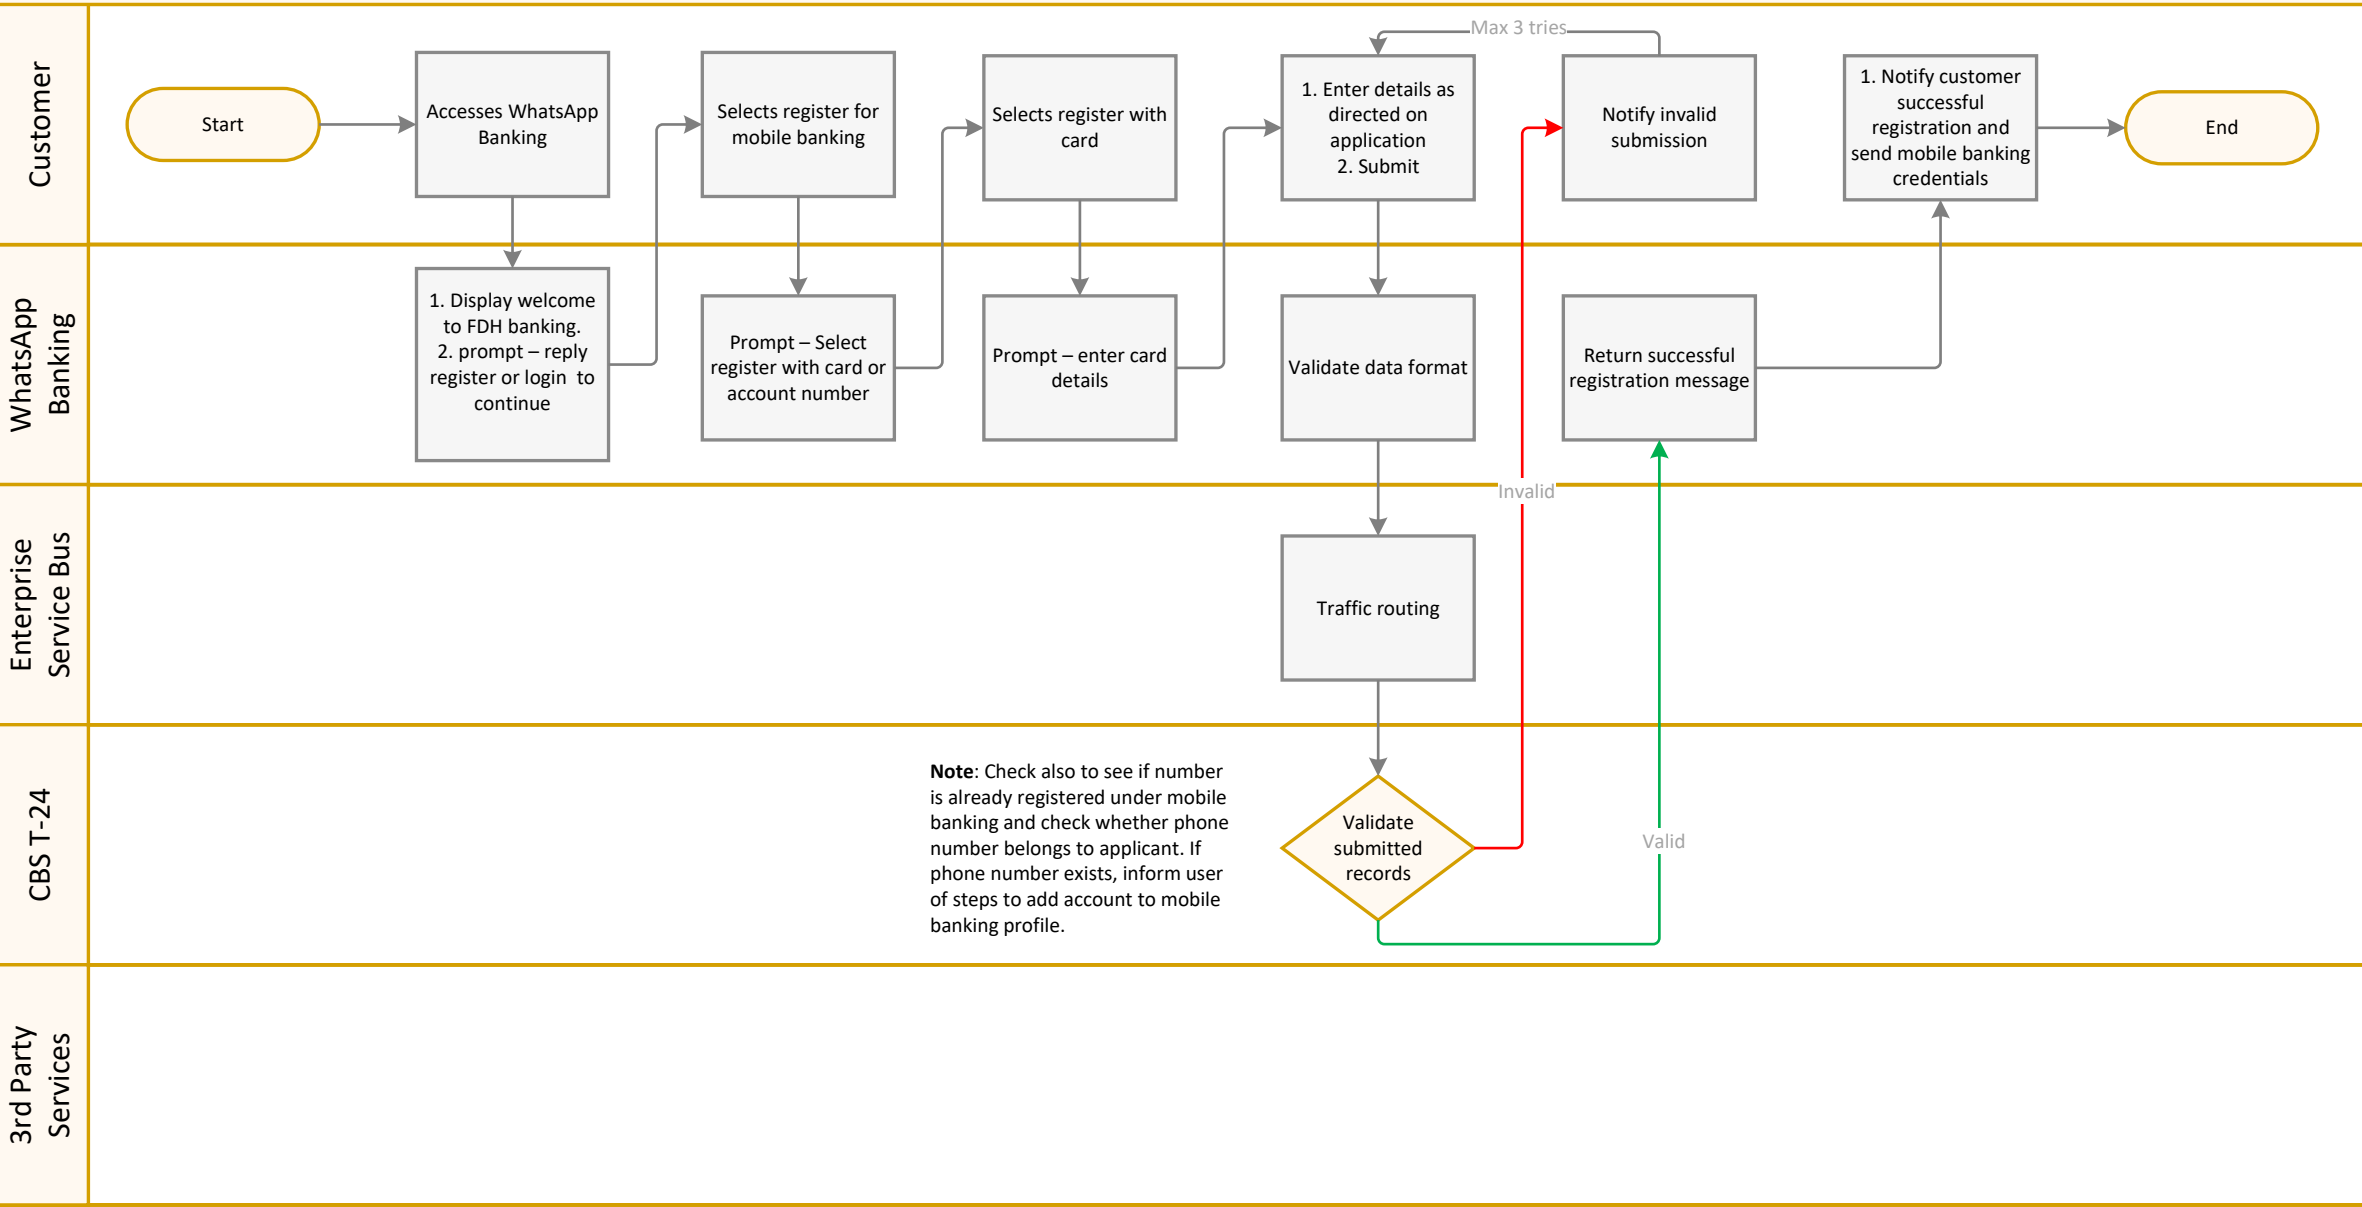 Customer
Start
Accesses WhatsApp
Banking
Selects register for
mobile banking
Selects register with
card
1. Enter details as
directed on
application
2. Submit
Max 3 tries
Notify invalid
submission
1. Notify customer
successful
registration and
send mobile banking
credentials
End
WhatsApp
Banking
1. Display welcome
to FDH banking.
2. prompt – reply
register or login to
continue
Prompt – Select
register with card or
account number
Prompt – enter card
details
Validate data format
Return successful
registration message
Invalid
Enterprise
Service Bus
Traffic routing
CBS T-24
Note: Check also to see if number
is already registered under mobile
banking and check whether phone
number belongs to applicant. If
phone number exists, inform user
of steps to add account to mobile
banking profile.
Validate
submitted
records
Valid
3rd Party
Services